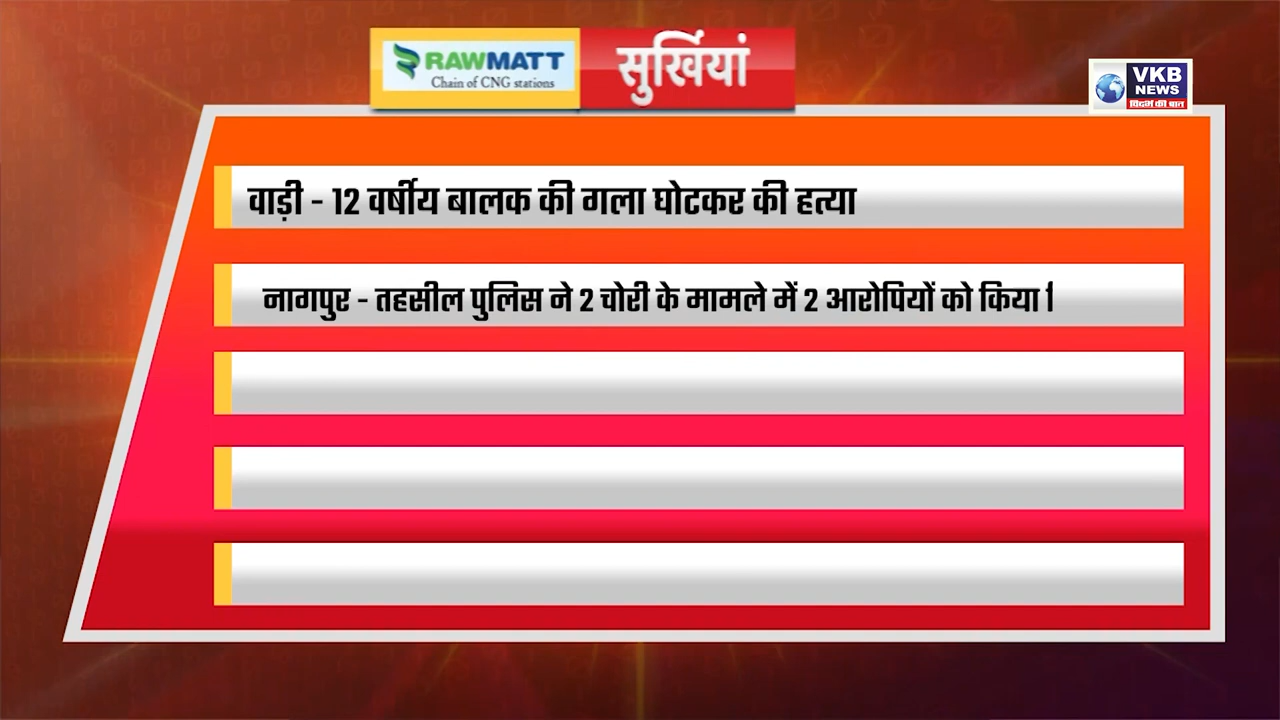 RAWMATT
Chain of CNG stations
सुर्खियां
VKB
NEWS
विदर्भ की बात
वाड़ी - 12 वर्षीय बालक की गला घोटकर की हत्या
नागपुर - तहसील पुलिस ने 2 चोरी के मामले में 2 आरोपियों को किया